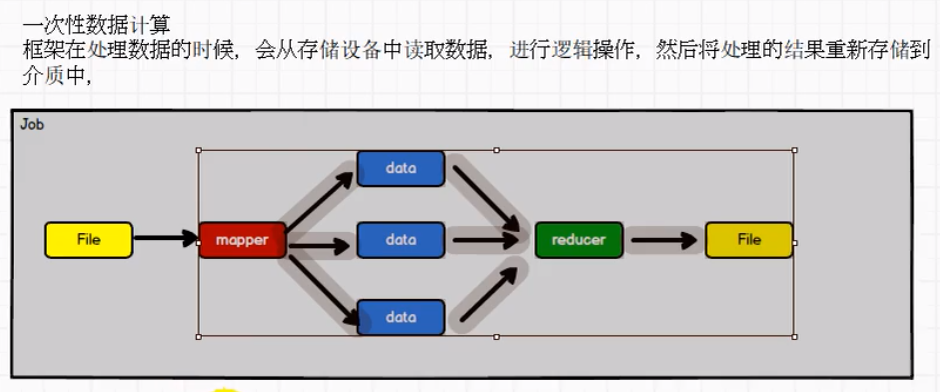 一次性数据计算
框架在处理数据的时候，会从存储设备中读取数据，进行逻辑操作，然后将处理的结果重新存储到
介质中，
Job
data
File
mapper
data
reducer
File
data